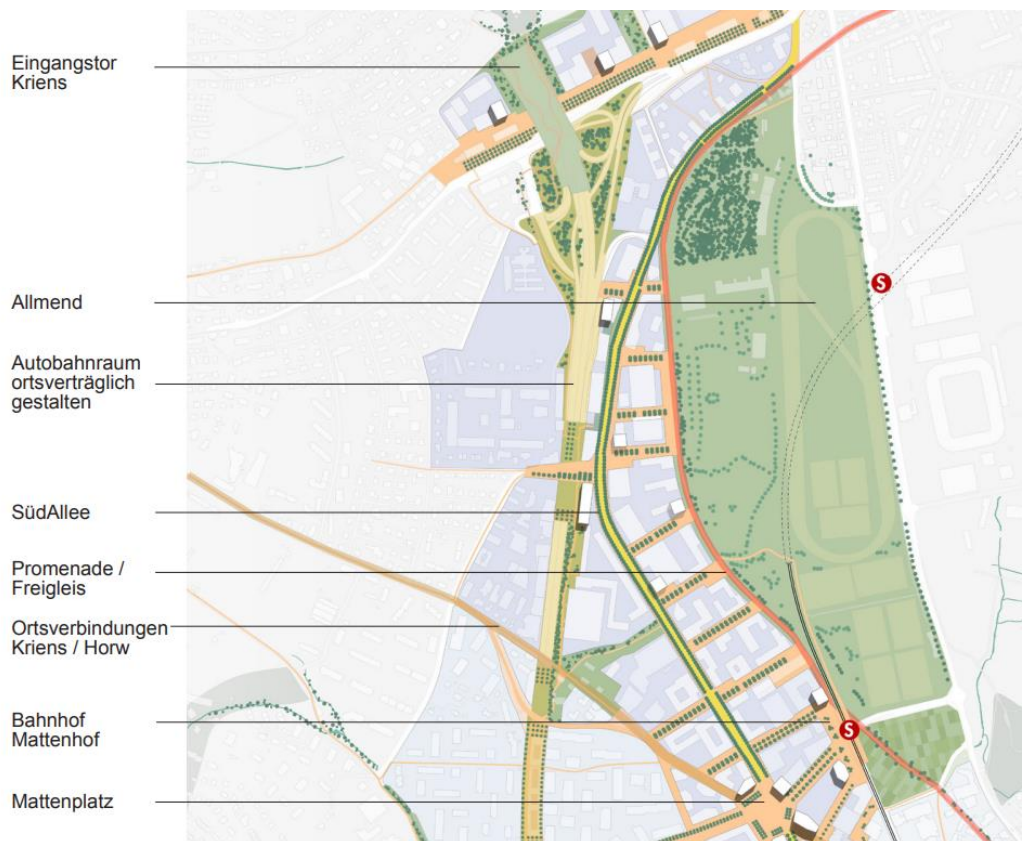 Eingangstor
Kriens
Allmend
Autobahnraum
ortsverträglich
gestalten
SüdAllee
Promenade /
Freigleis
Ortsverbindungen
Kriens / Horw
Bahnhof
Mattenhof
Mattenplatz
S
S